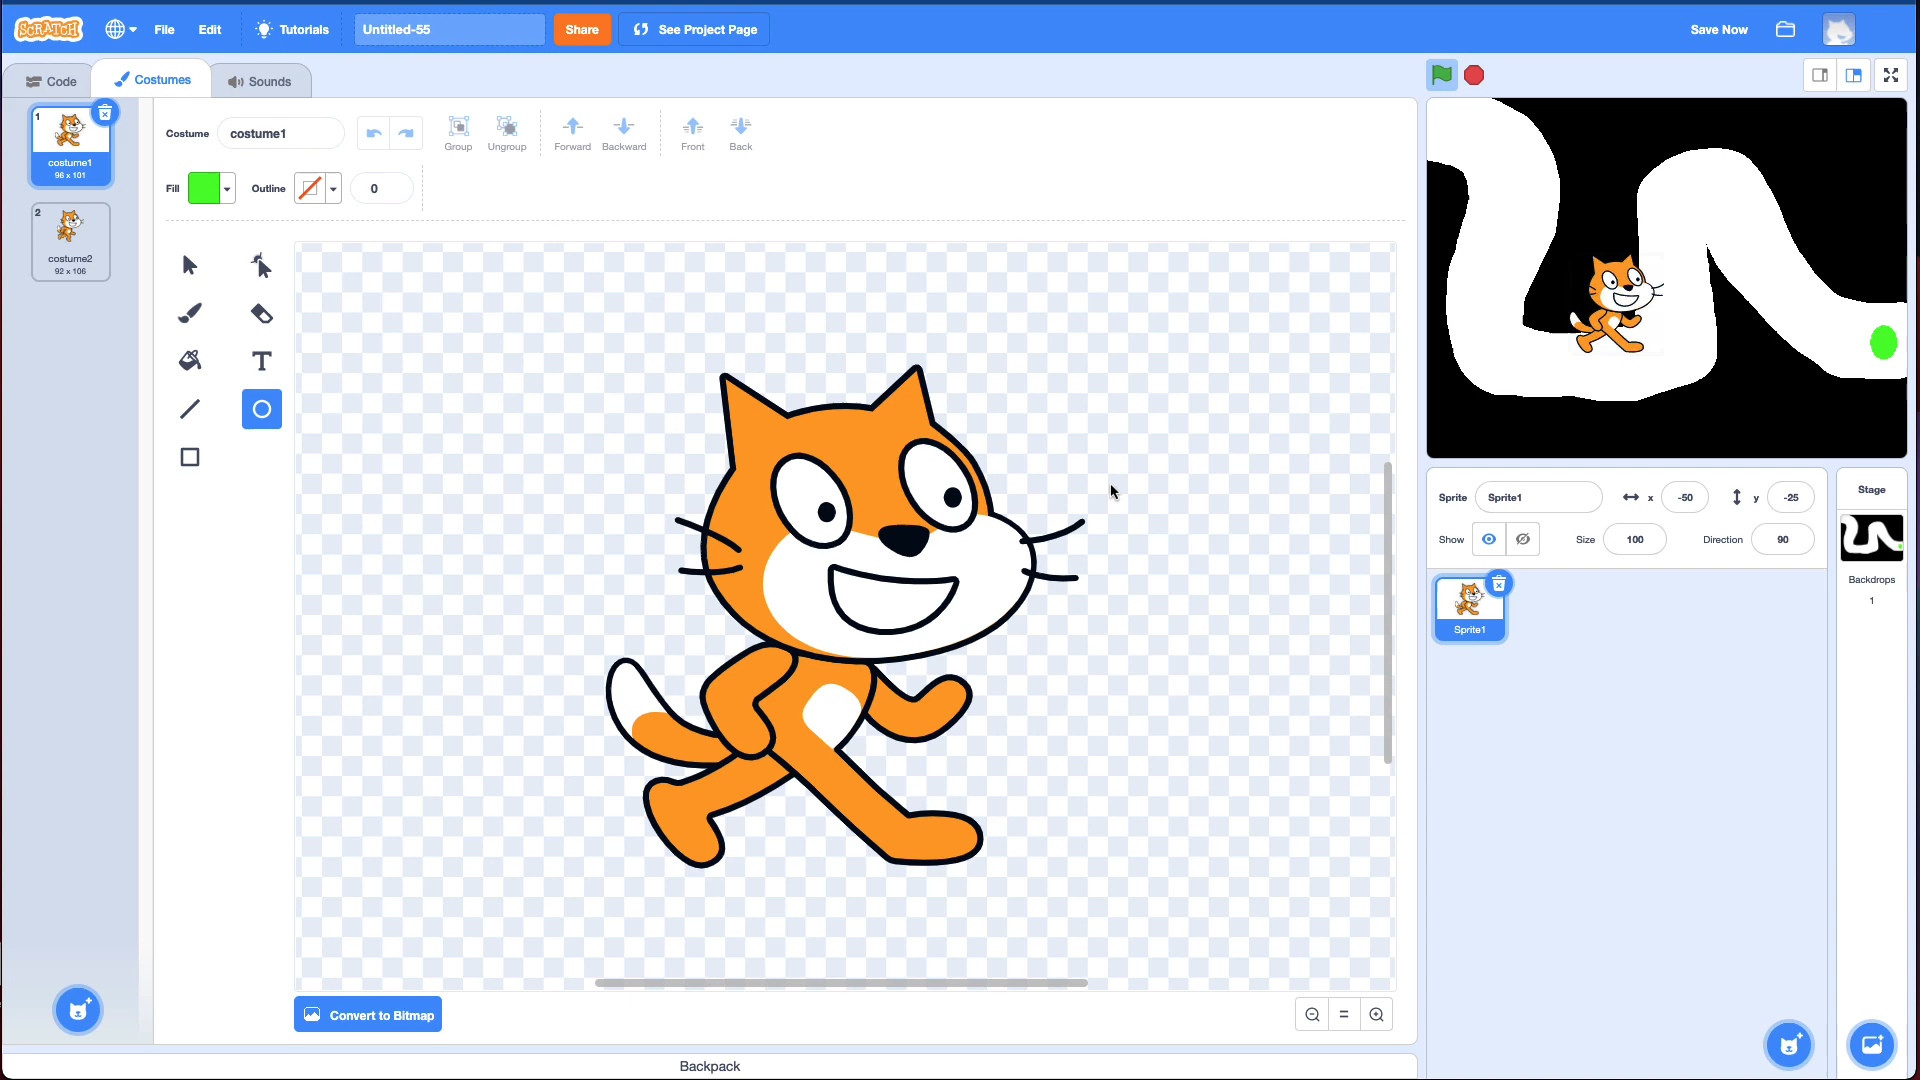 SCRATCH File Edit Tutorials Untitled-55 Share See Project Page Save Now
Code Costumes Sounds
1
costume1
96 x 101
2
costume2
92 x 106
Costume costume1
Group Ungroup Forward Backward Front Back
Fill Outline 0
T
Convert to Bitmap
Backpack
Sprite Sprite1 x -50 y -25
Show Size 100 Direction 90
Sprite1
Stage
Backdrops
1